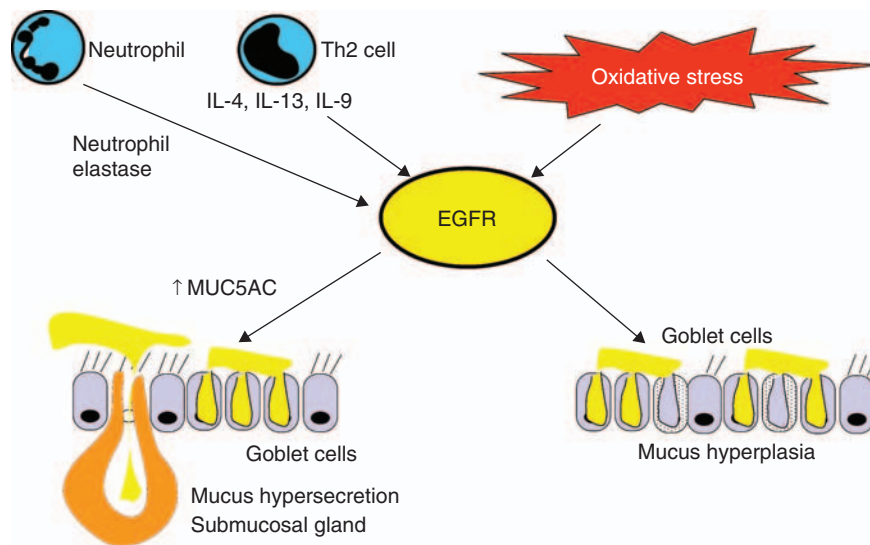 Neutrophil
Th2 cell
Oxidative stress
IL-4, IL-13, IL-9
Neutrophil
elastase
EGFR
↑ MUC5AC
Goblet cells
Goblet cells
Mucus hyperplasia
Mucus hypersecretion
Submucosal gland